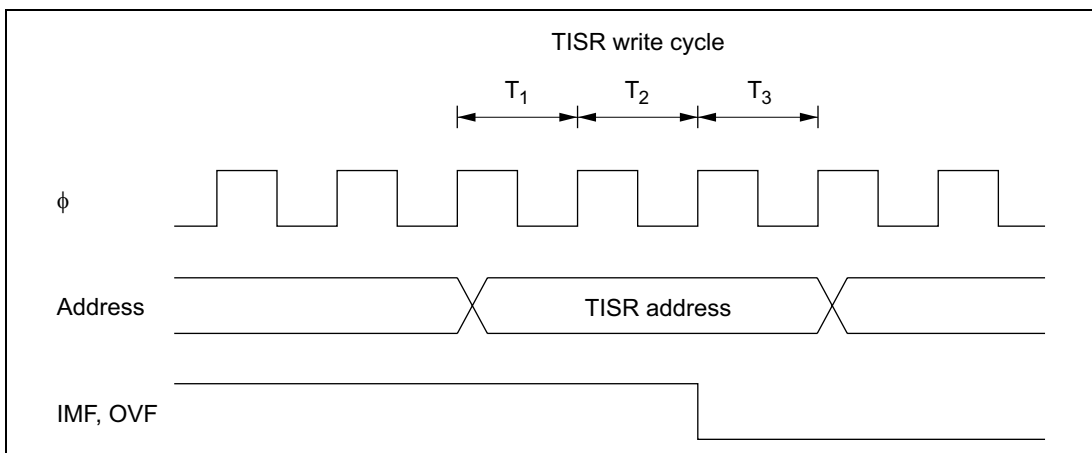 TISR write cycle
T1 T2 T3
ϕ
Address
TISR address
IMF, OVF